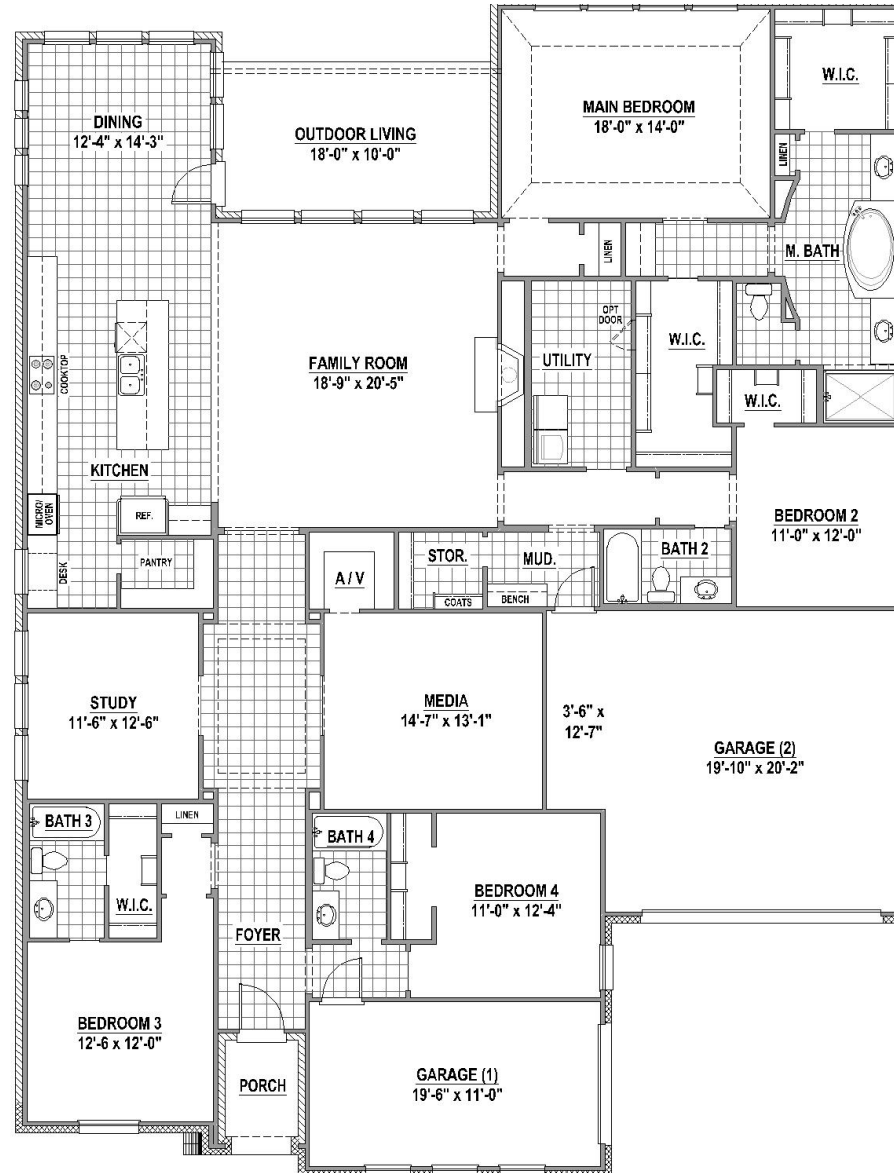 W.I.C.
MAIN BEDROOM
18'-0" x 14'-0"
DINING
12'-4" x 14'-3"
OUTDOOR LIVING
18'-0" x 10'-0"
LINEN
LINEN
M. BATH
OPT
DOOR
UTILITY
W.I.C.
FAMILY ROOM
18'-9" x 20'-5"
COOKTOP
W.I.C.
KITCHEN
MICRO/
OVEN
REF.
BEDROOM 2
11'-0" x 12'-0"
DESK
PANTRY
A / V
STOR.
MUD.
BATH 2
COATS
BENCH
STUDY
11'-6" x 12'-6"
MEDIA
14'-7" x 13'-1"
3'-6" x
12'-7"
GARAGE (2)
19'-10" x 20'-2"
BATH 3
LINEN
BATH 4
W.I.C.
BEDROOM 4
11'-0" x 12'-4"
FOYER
BEDROOM 3
12'-6 x 12'-0"
PORCH
GARAGE (1)
19'-6" x 11'-0"